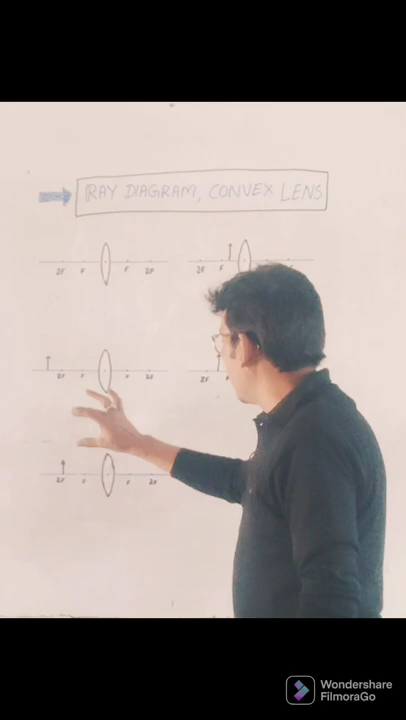 RAY DIAGRAM, CONVEX LENS
2F F F 2F
2F F
2F F F 2F
2F F
2F F F 2F
Wondershare
FilmoraGo